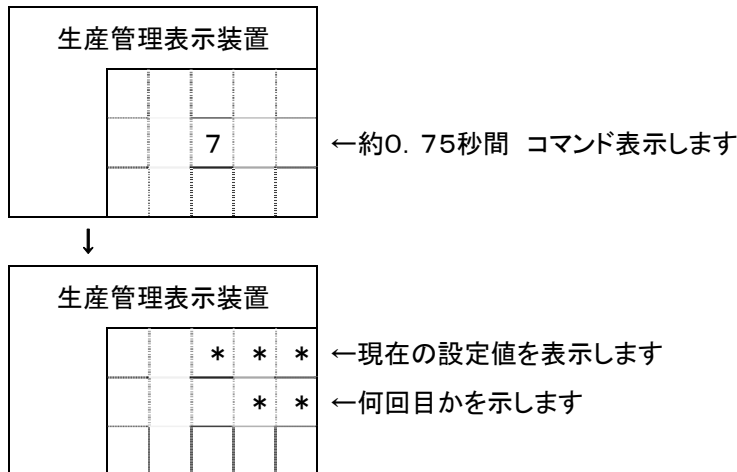 生産管理表示装置
7 ←約0.75秒間 コマンド表示します
↓
生産管理表示装置
* * * ←現在の設定値を表示します
* * ←何回目かを示します